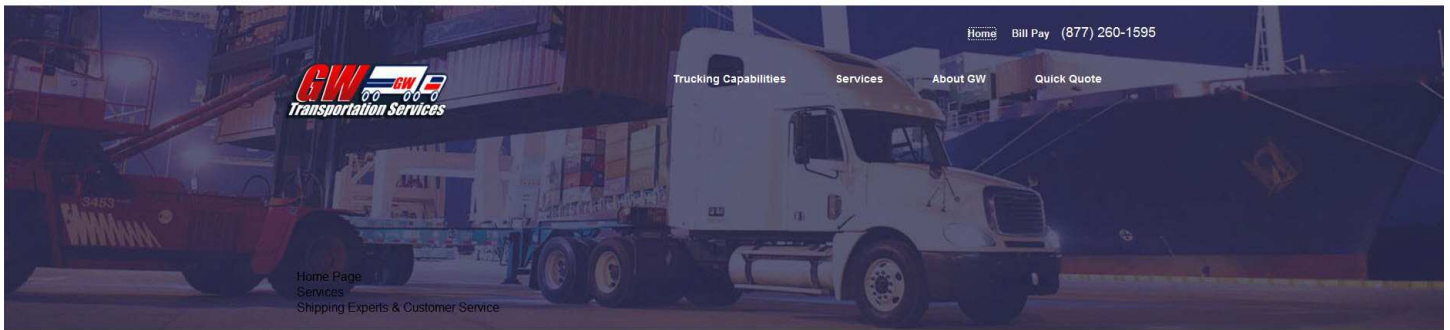 Home Bill Pay (877) 260-1595
GW GW
Transportation Services
Trucking Capabilities Services About GW Quick Quote
3453
Home Page
Services
Shipping Experts & Customer Service